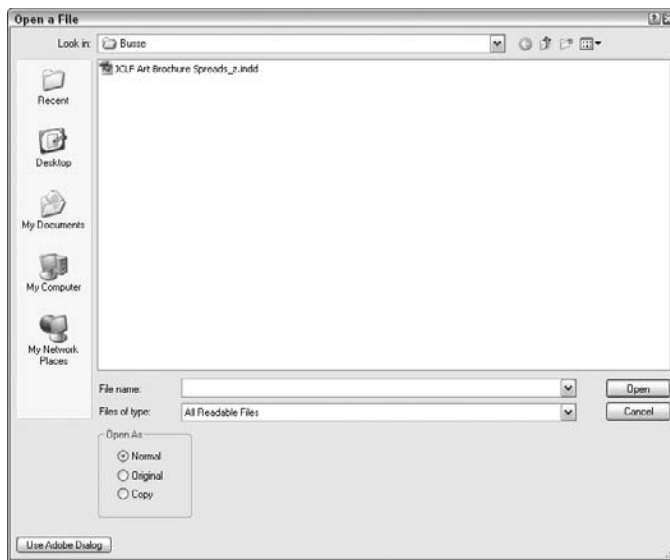 Open a File
Look in: Busse
JCLF Art Brochure Spreads_z.indd
Recent
Desktop
My Documents
My Computer
My Network
Places
File name: Open
Files of type: All Readable Files Cancel
Open As
Normal
Original
Copy
Use Adobe Dialog